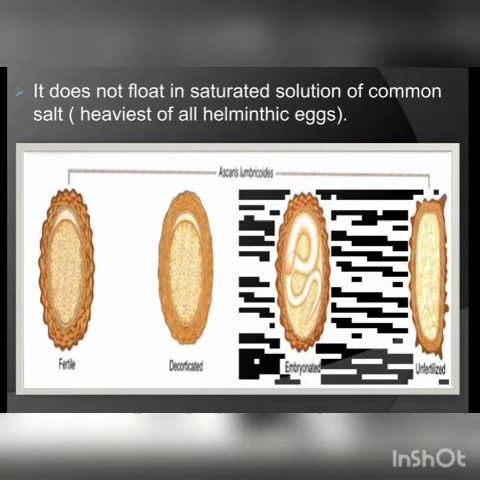 It does not float in saturated solution of common
salt ( heaviest of all helminthic eggs).
Ascaris lumbricoides
Fertile
Decorticated
Embryonated
Unfertilized
InShOt